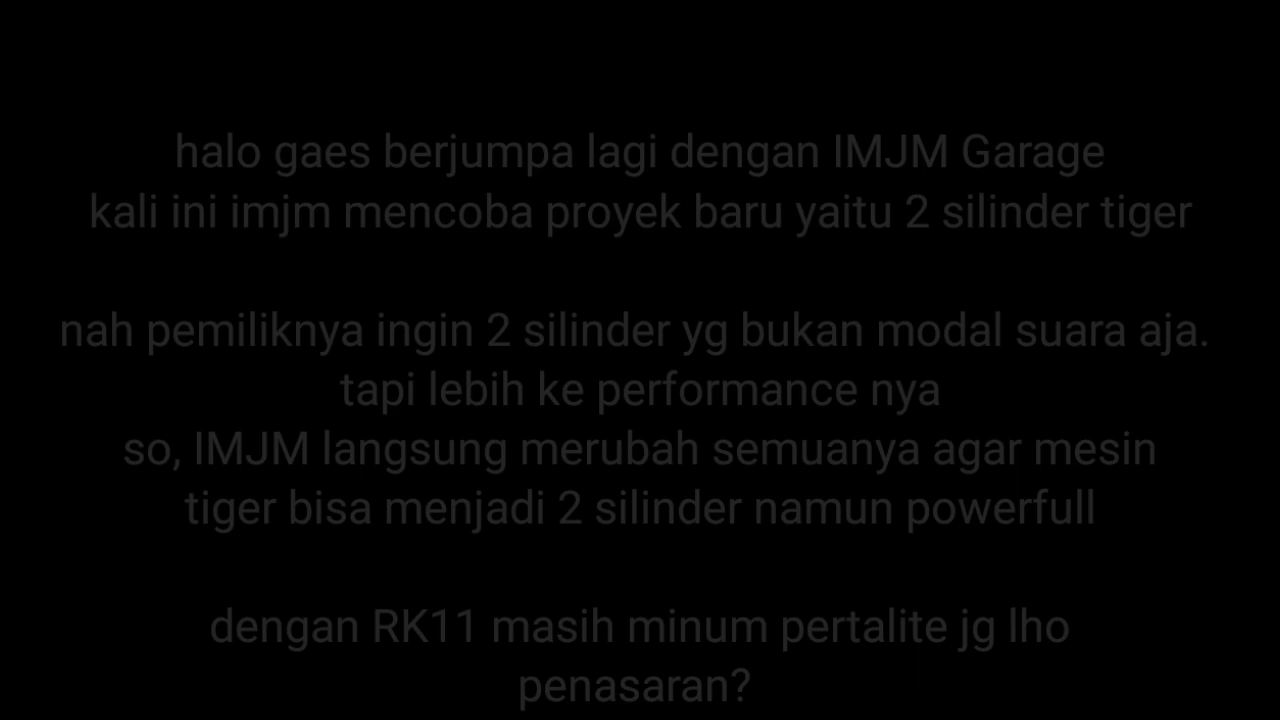 halo gaes berjumpa lagi dengan IMJM Garage
kali ini imjm mencoba proyek baru yaitu 2 silinder tiger
nah pemiliknya ingin 2 silinder yg bukan modal suara aja.
tapi lebih ke performance nya
so, IMJM langsung merubah semuanya agar mesin
tiger bisa menjadi 2 silinder namun powerfull
dengan RK11 masih minum pertalite jg lho
penasaran?